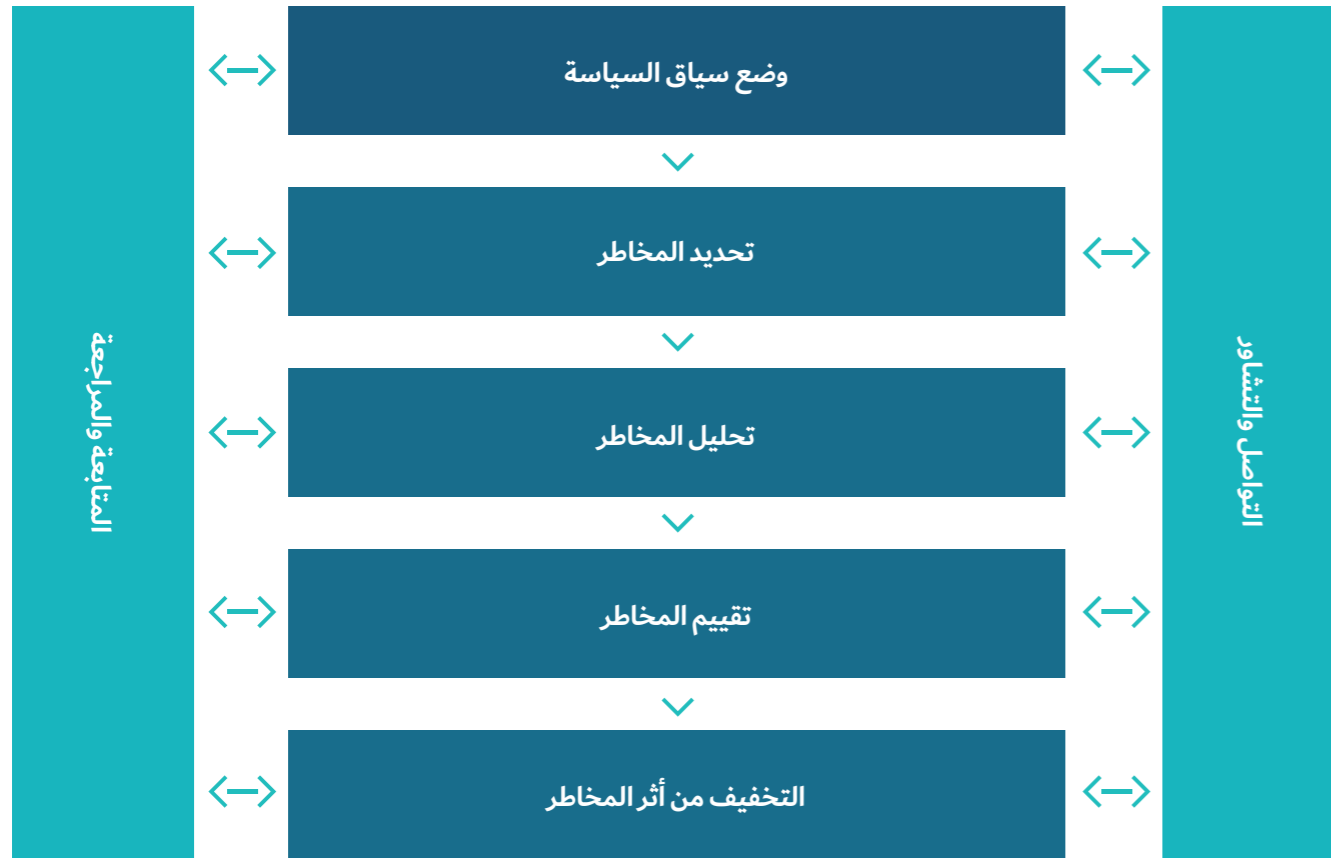 وضع سياق السياسة
تحديد المخاطر
تحليل المخاطر
تقييم المخاطر
التخفيف من أثر المخاطر
التواصل والتشاور
المتابعة والمراجعة